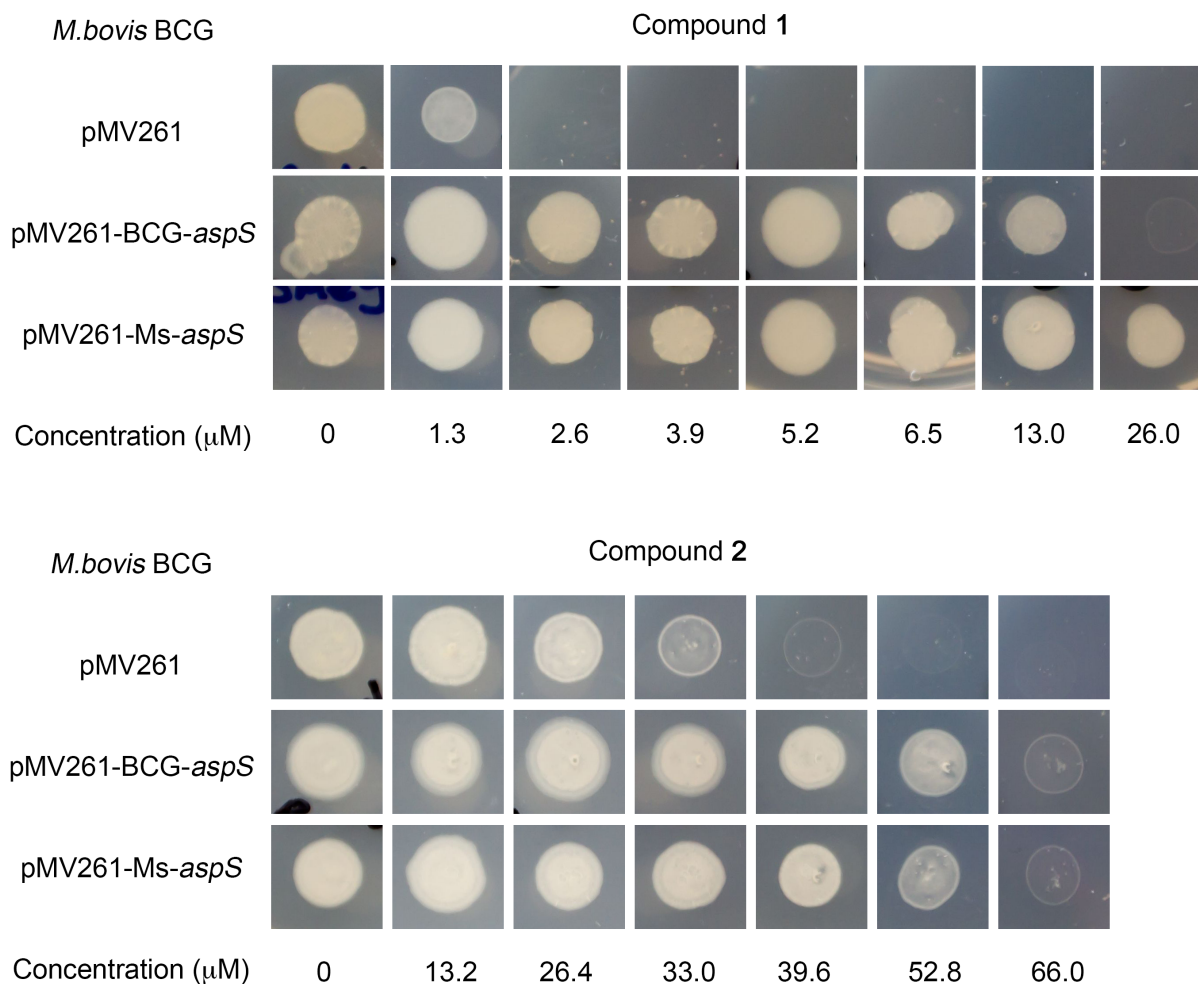 M.bovis BCG
Compound 1
pMV261
pMV261-BCG-aspS
pMV261-Ms-aspS
Concentration (μM) 0 1.3 2.6 3.9 5.2 6.5 13.0 26.0
M.bovis BCG
Compound 2
pMV261
pMV261-BCG-aspS
pMV261-Ms-aspS
Concentration (μM) 0 13.2 26.4 33.0 39.6 52.8 66.0